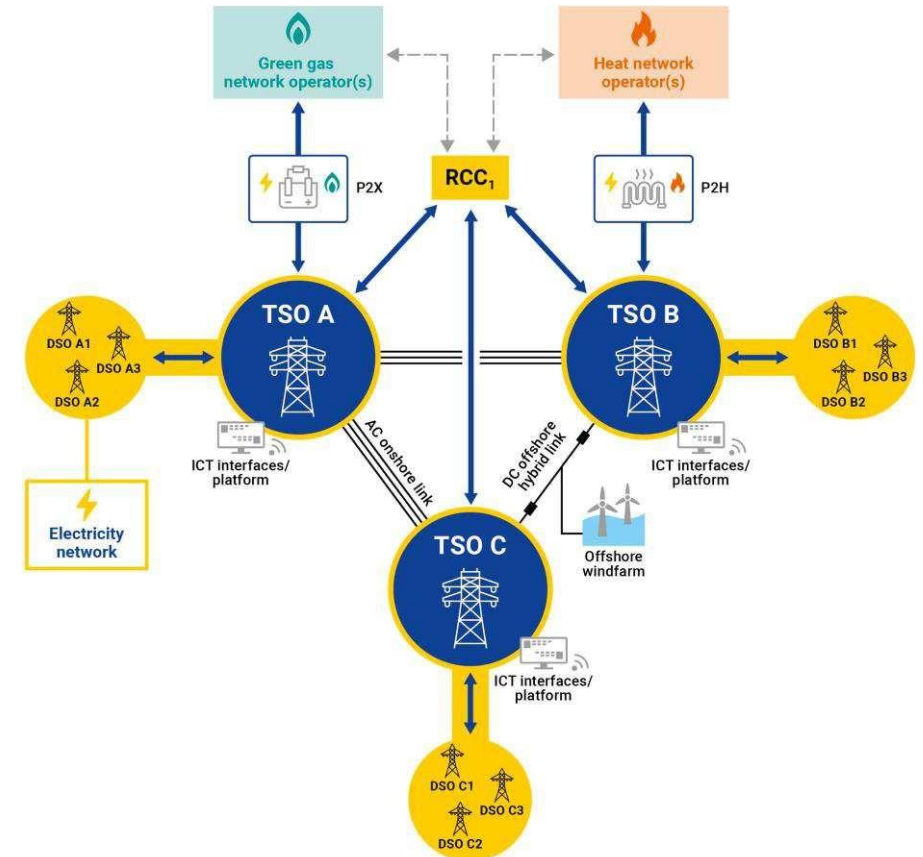 Green gas
network operator(s)
Heat network
operator(s)
P2X
RCC₁
P2H
TSO A
TSO B
DSO A1
DSO A3
DSO A2
DSO B1
DSO B3
DSO B2
ICT interfaces/
platform
AC onshore link
DC offshore
hybrid link
ICT interfaces/
platform
Electricity
network
TSO C
Offshore
windfarm
ICT interfaces/
platform
DSO C1
DSO C3
DSO C2